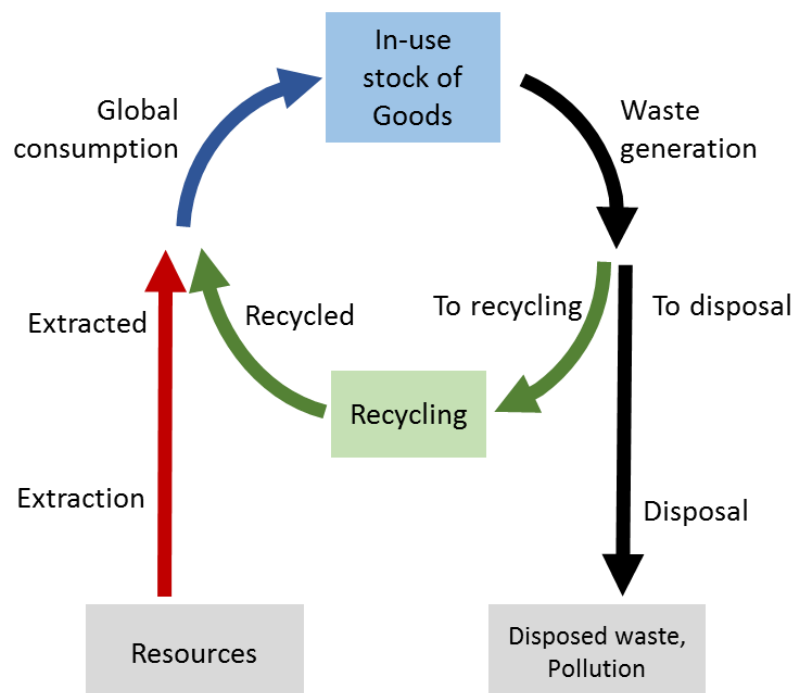 In-use
stock of
Goods
Global
consumption
Waste
generation
Extracted
Recycled
To recycling
To disposal
Recycling
Extraction
Disposal
Resources
Disposed waste,
Pollution